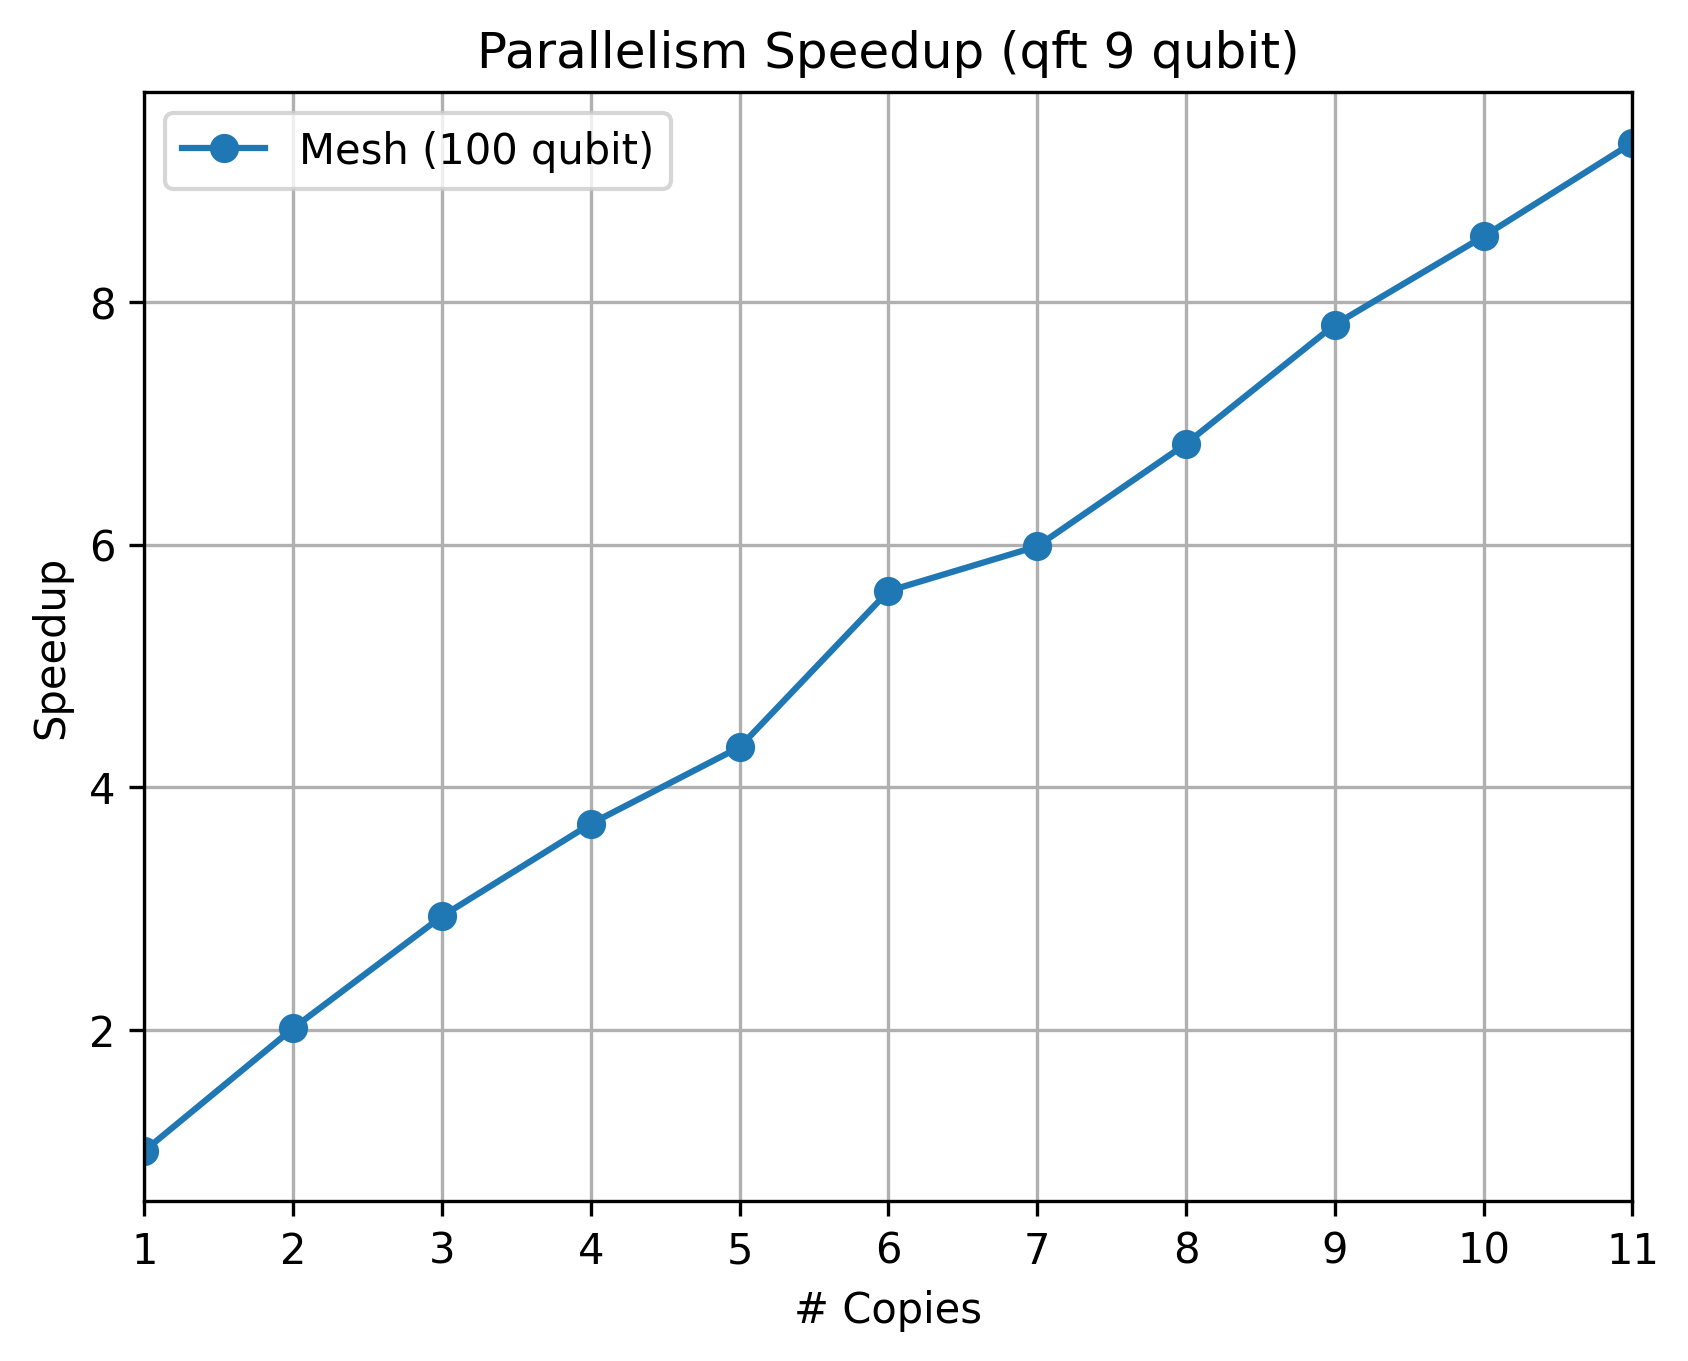 Parallelism Speedup (qft 9 qubit)
Mesh (100 qubit)
8
6
4
2
Speedup
1 2 3 4 5 6 7 8 9 10 11
# Copies